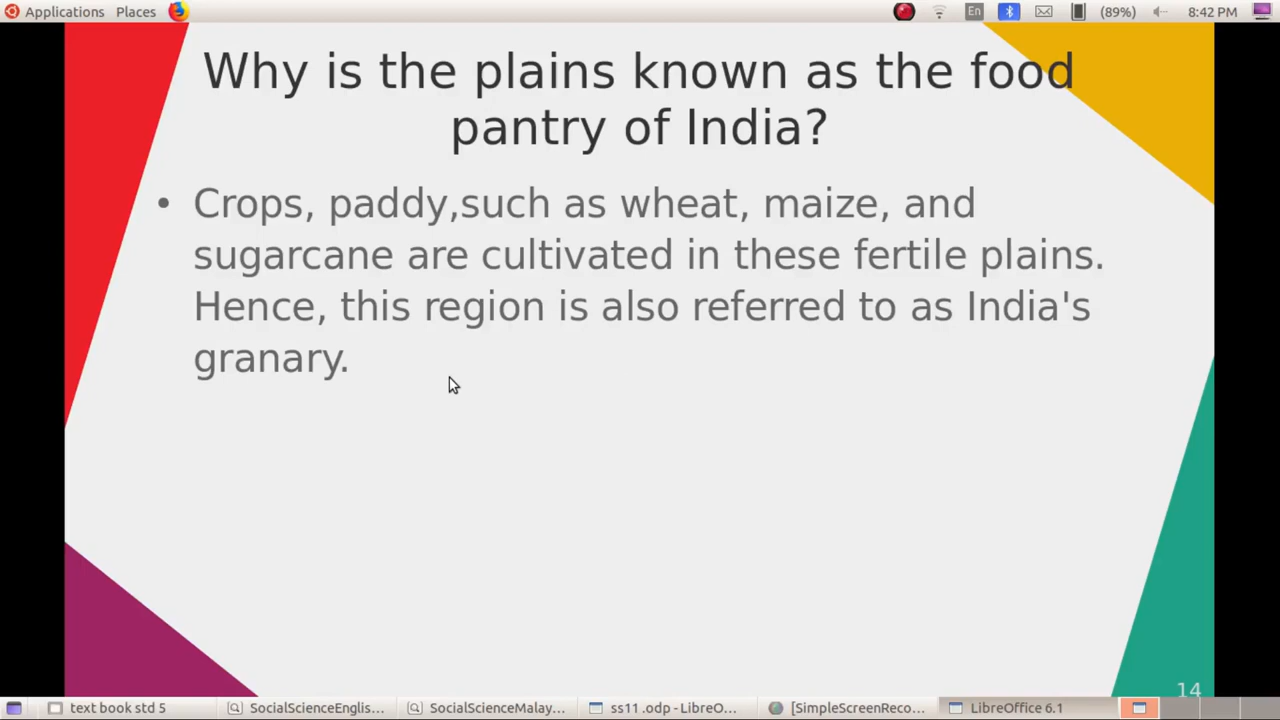 Applications Places En (89%) 8:42 PM
Why is the plains known as the food
pantry of India?
• Crops, paddy,such as wheat, maize, and
sugarcane are cultivated in these fertile plains.
Hence, this region is also referred to as India's
granary.
14
text book std 5 SocialScienceEnglis... SocialScienceMalay... ss11 .odp - LibreO... [SimpleScreenReco... LibreOffice 6.1